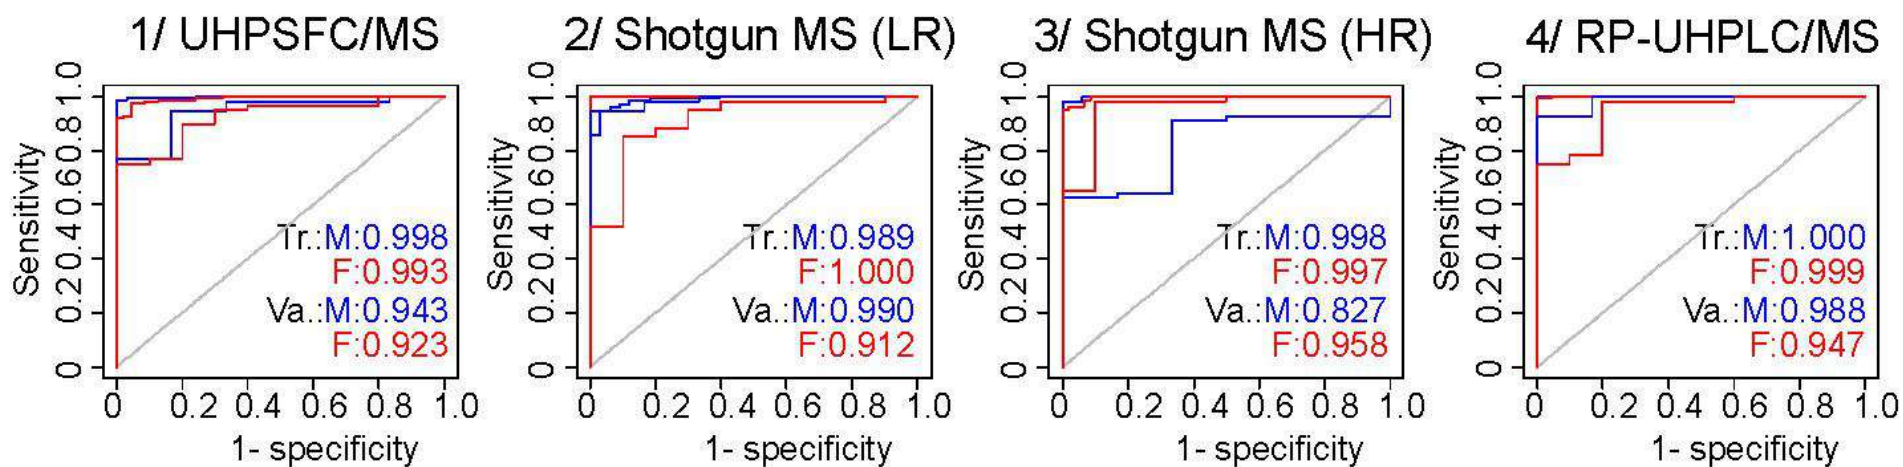 1/ UHPSFC/MS
Sensitivity
0 0.2 0.4 0.6 0.8 1.0
Tr.:M:0.998
F:0.993
Va.:M:0.943
F:0.923
0 0.2 0.4 0.6 0.8 1.0
1- specificity
2/ Shotgun MS (LR)
Sensitivity
0 0.2 0.4 0.6 0.8 1.0
Tr.:M:0.989
F:1.000
Va.:M:0.990
F:0.912
0 0.2 0.4 0.6 0.8 1.0
1- specificity
3/ Shotgun MS (HR)
Sensitivity
0 0.2 0.4 0.6 0.8 1.0
Tr.:M:0.998
F:0.997
Va.:M:0.827
F:0.958
0 0.2 0.4 0.6 0.8 1.0
1- specificity
4/ RP-UHPLC/MS
Sensitivity
0 0.2 0.4 0.6 0.8 1.0
Tr.:M:1.000
F:0.999
Va.:M:0.988
F:0.947
0 0.2 0.4 0.6 0.8 1.0
1- specificity